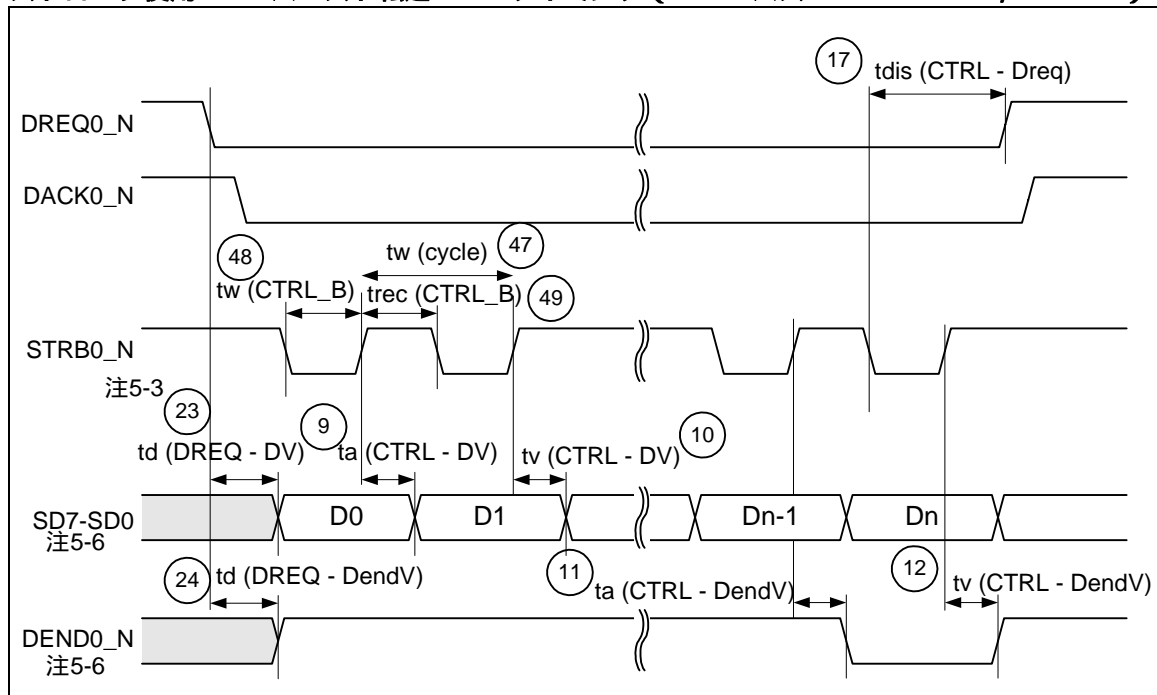 17
tdis (CTRL - Dreq)
DREQ0_N
DACK0_N
48
tw (cycle)
47
tw (CTRL_B)
trec (CTRL_B)
49
STRB0_N
注5-3
23
9
10
td (DREQ - DV)
ta (CTRL - DV)
tv (CTRL - DV)
SD7-SD0
注5-6
D0
D1
Dn-1
Dn
24
td (DREQ - DendV)
11
ta (CTRL - DendV)
12
tv (CTRL - DendV)
DEND0_N
注5-6